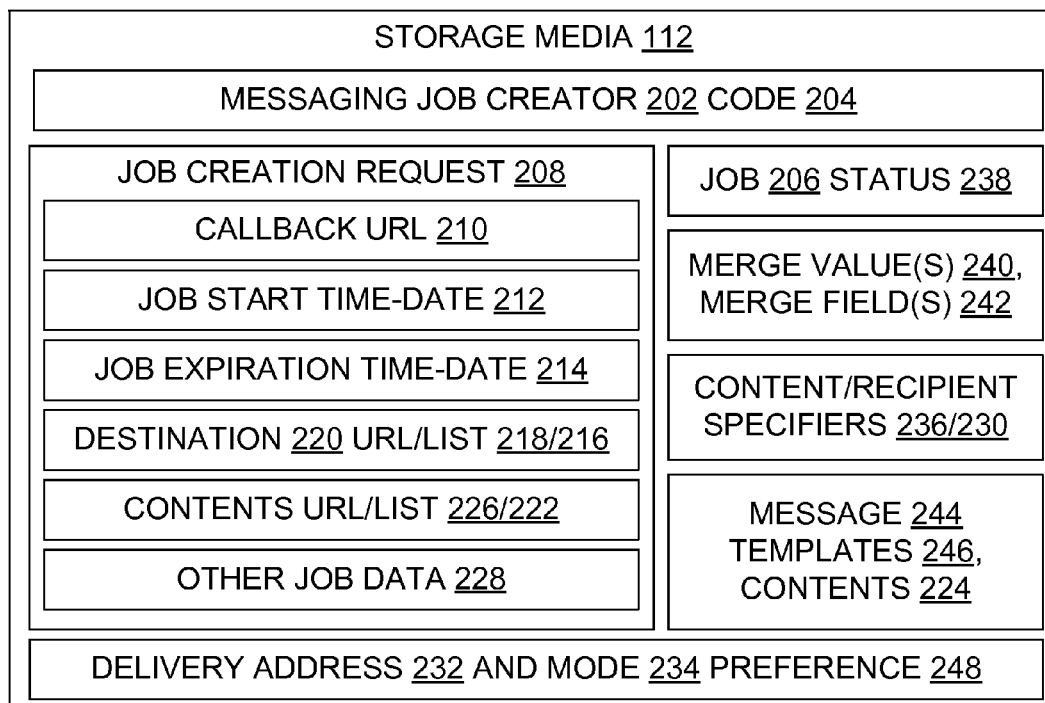 STORAGE MEDIA 112
MESSAGING JOB CREATOR 202 CODE 204
JOB CREATION REQUEST 208
CALLBACK URL 210
JOB START TIME-DATE 212
JOB EXPIRATION TIME-DATE 214
DESTINATION 220 URL/LIST 218/216
CONTENTS URL/LIST 226/222
OTHER JOB DATA 228
JOB 206 STATUS 238
MERGE VALUE(S) 240,
MERGE FIELD(S) 242
CONTENT/RECIPIENT
SPECIFIERS 236/230
MESSAGE 244
TEMPLATES 246,
CONTENTS 224
DELIVERY ADDRESS 232 AND MODE 234 PREFERENCE 248